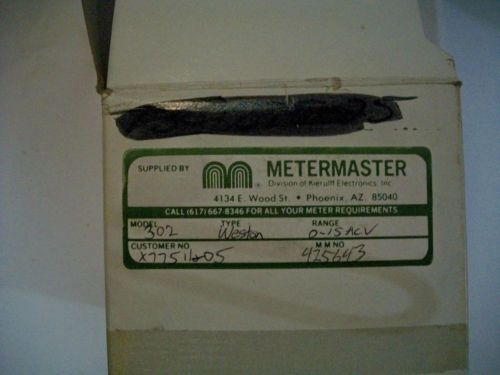 SUPPLIED BY METERMASTER
Division of Kierulff Electronics, Inc.
4134 E. Wood St. • Phoenix, AZ. 85040
CALL (617) 667-8346 FOR ALL YOUR METER REQUIREMENTS
MODEL TYPE RANGE
302 Weston 0-15 ACV
CUSTOMER NO M M NO
425643